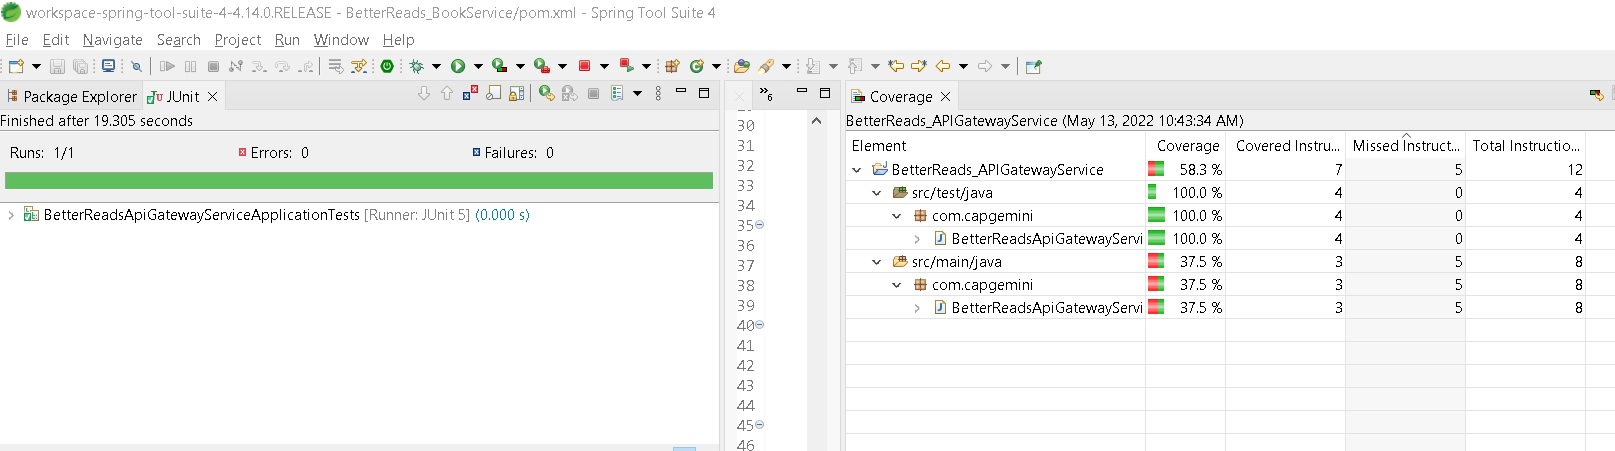 workspace-spring-tool-suite-4-4.14.0.RELEASE - BetterReads_BookService/pom.xml - Spring Tool Suite 4
File Edit Navigate Search Project Run Window Help
Package Explorer JUnit
Finished after 19.305 seconds
Runs: 1/1 Errors: 0 Failures: 0
BetterReadsApiGatewayServiceApplicationTests [Runner: JUnit 5] (0.000 s)
6
30
31
32
33
34
35
36
37
38
39
40
41
42
43
44
45
46
Coverage
BetterReads_APIGatewayService (May 13, 2022 10:43:34 AM)
Element Coverage Covered Instru... Missed Instruct... Total Instructio...
BetterReads_APIGatewayService 58.3 % 7 5 12
src/test/java 100.0 % 4 0 4
com.capgemini 100.0 % 4 0 4
BetterReadsApiGatewayServi 100.0 % 4 0 4
src/main/java 37.5 % 3 5 8
com.capgemini 37.5 % 3 5 8
BetterReadsApiGatewayServi 37.5 % 3 5 8